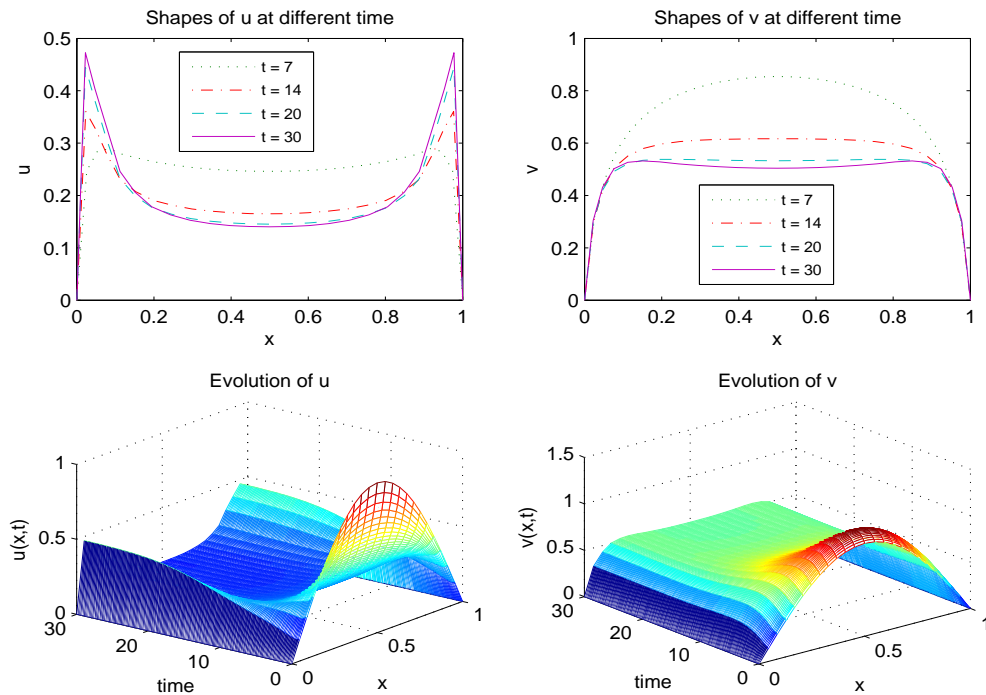 Shapes of u at different time
0.5
0.4
0.3
0.2
0.1
0
u
t = 7
t = 14
t = 20
t = 30
0
0.2
0.4
0.6
0.8
1
x
Shapes of v at different time
1
0.8
0.6
0.4
0.2
0
v
t = 7
t = 14
t = 20
t = 30
0
0.2
0.4
0.6
0.8
1
x
Evolution of u
1
0.5
0
u(x,t)
30
20
10
0
time
0
0.5
1
x
Evolution of v
1.5
1
0.5
0
v(x,t)
30
20
10
0
time
0
0.5
1
x